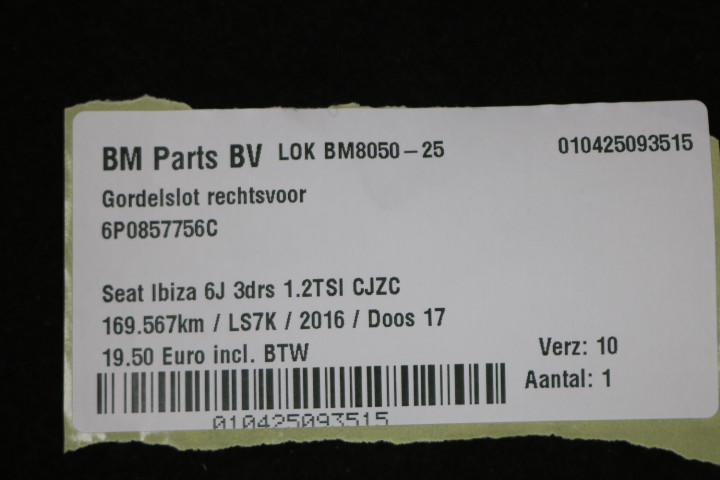 BM Parts BV LOK BM8050-25 010425093515
Gordelslot rechtsvoor
6P0857756C
Seat Ibiza 6J 3drs 1.2TSI CJZC
169.567km / LS7K / 2016 / Doos 17
19.50 Euro incl. BTW Verz: 10
Aantal: 1
010425093515